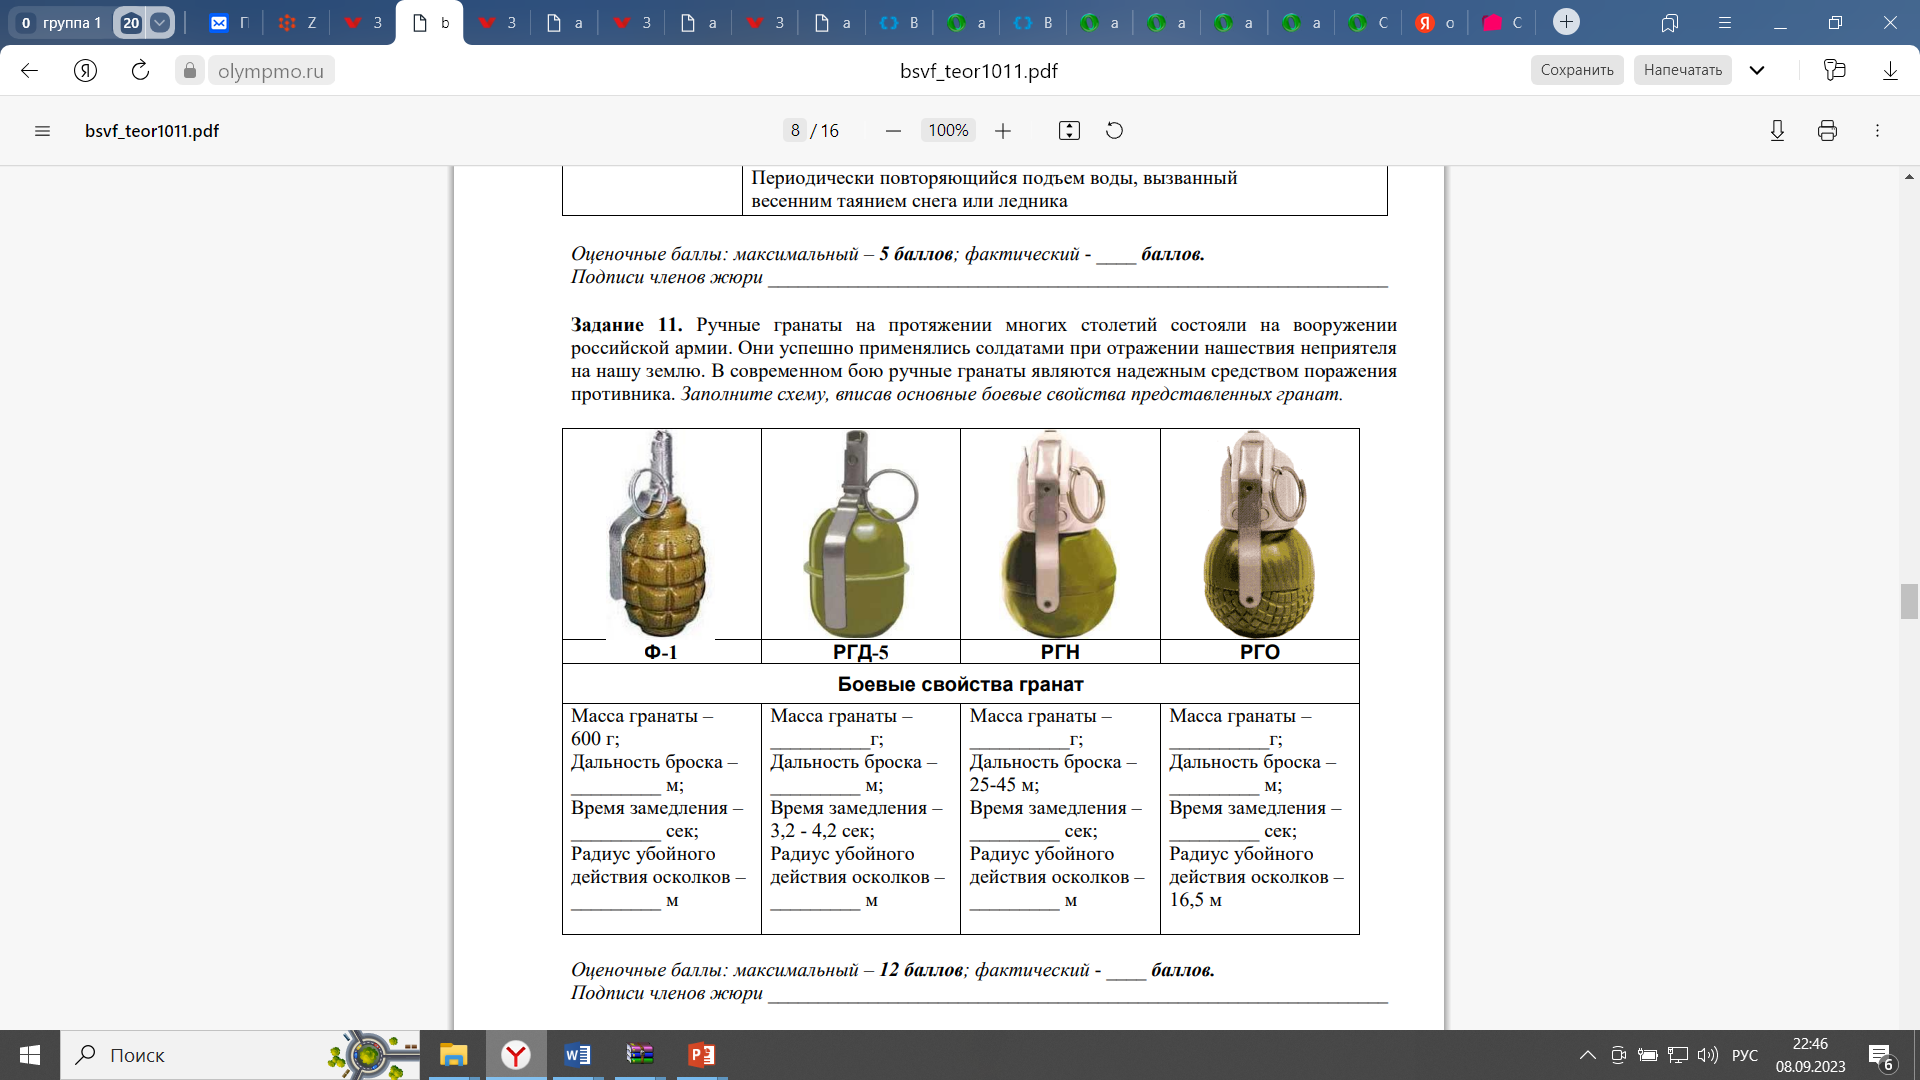 0 группа 1 20 Г Z З b З а З а З а В а В а а а а С о С
olympmo.ru bsvf_teor1011.pdf Сохранить Напечатать
bsvf_teor1011.pdf 8 / 16 100%
Периодически повторяющийся подъем воды, вызванный
весенним таянием снега или ледника
Оценочные баллы: максимальный – 5 баллов; фактический - ____ баллов.
Подписи членов жюри ______________________________________________________________
Задание 11. Ручные гранаты на протяжении многих столетий состояли на вооружении
российской армии. Они успешно применялись солдатами при отражении нашествия неприятеля
на нашу землю. В современном бою ручные гранаты являются надежным средством поражения
противника. Заполните схему, вписав основные боевые свойства представленных гранат.
Ф-1 РГД-5 РГН РГО
Боевые свойства гранат
Масса гранаты –
600 г;
Дальность броска –
_________ м;
Время замедления –
_________ сек;
Радиус убойного
действия осколков –
_________ м
Масса гранаты –
__________г;
Дальность броска –
_________ м;
Время замедления –
3,2 - 4,2 сек;
Радиус убойного
действия осколков –
_________ м
Масса гранаты –
__________г;
Дальность броска –
25-45 м;
Время замедления –
_________ сек;
Радиус убойного
действия осколков –
_________ м
Масса гранаты –
__________г;
Дальность броска –
_________ м;
Время замедления –
_________ сек;
Радиус убойного
действия осколков –
16,5 м
Оценочные баллы: максимальный – 12 баллов; фактический - ____ баллов.
Подписи членов жюри ______________________________________________________________
Поиск РУС 22:46
08.09.2023 6